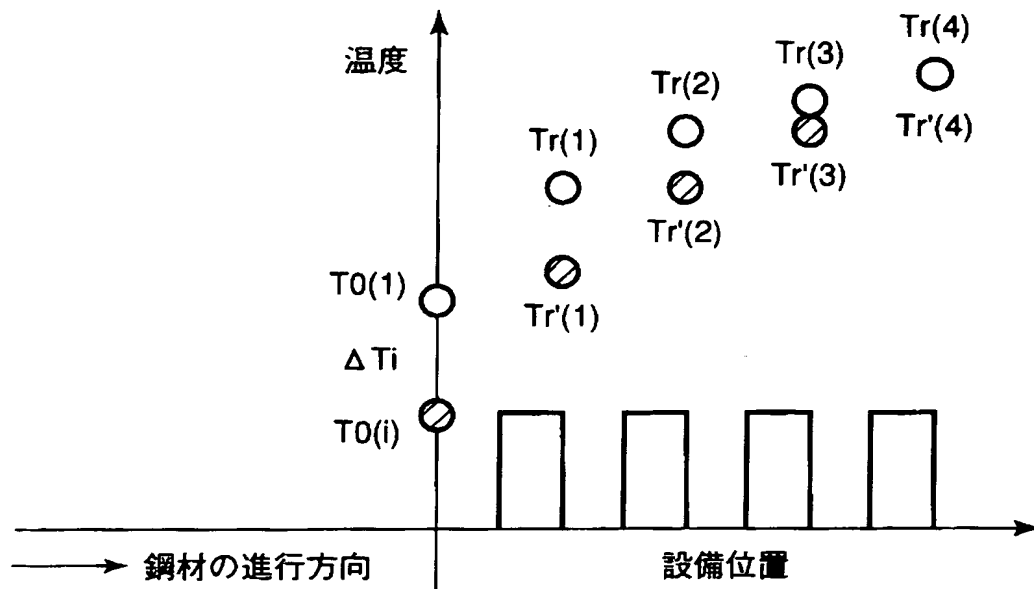 温度
Tr(1)
Tr(2)
Tr(3)
Tr(4)
Tr'(1)
Tr'(2)
Tr'(3)
Tr'(4)
T0(1)
Δ Ti
T0(i)
鋼材の進行方向
設備位置